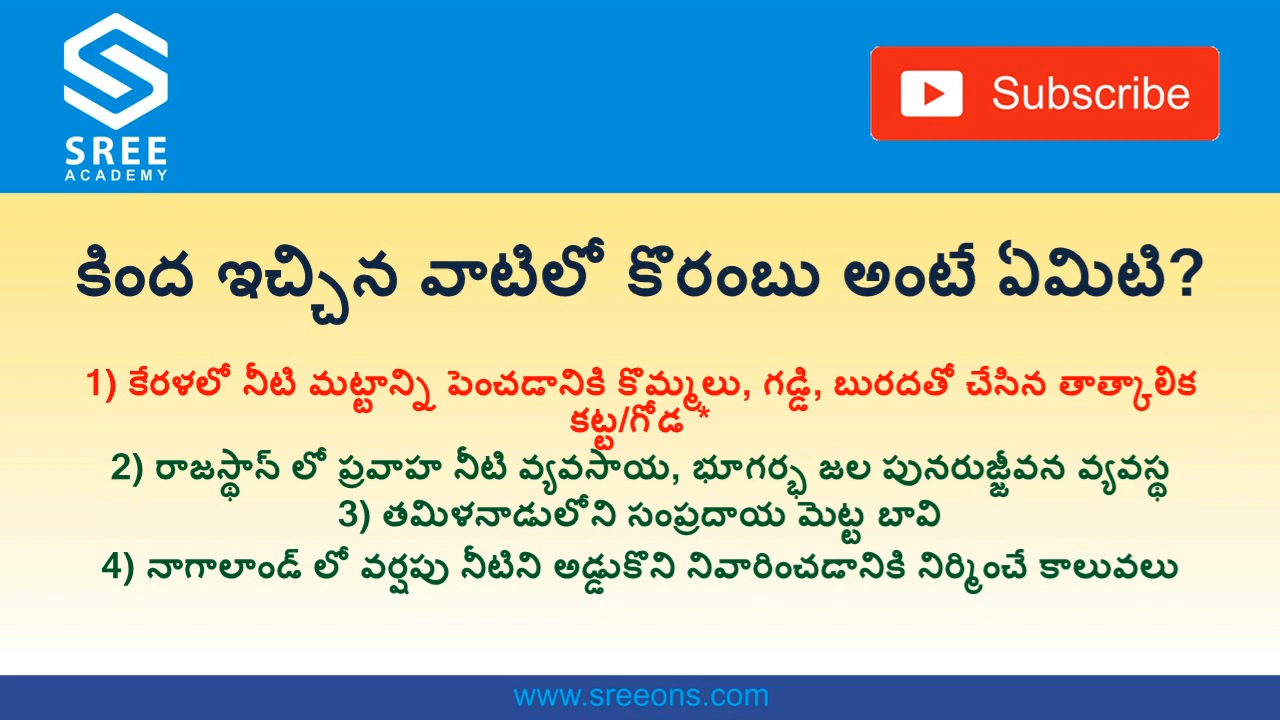 SREE
ACADEMY
Subscribe
కింద ఇచ్చిన వాటిలో కొరంబు అంటే ఏమిటి?
1) కేరళలో నీటి మట్టాన్ని పెంచడానికి కొమ్మలు, గడ్డి, బురదతో చేసిన తాత్కాలిక
కట్ట/గోడ *
2) రాజస్థాన్ లో ప్రవాహ నీటి వ్యవసాయ, భూగర్భ జల పునరుజ్జీవన వ్యవస్థ
3) తమిళనాడులోని సంప్రదాయ మెట్ట బావి
4) నాగాలాండ్ లో వర్షపు నీటిని అడ్డుకొని నివారించడానికి నిర్మించే కాలువలు
www.sreeons.com